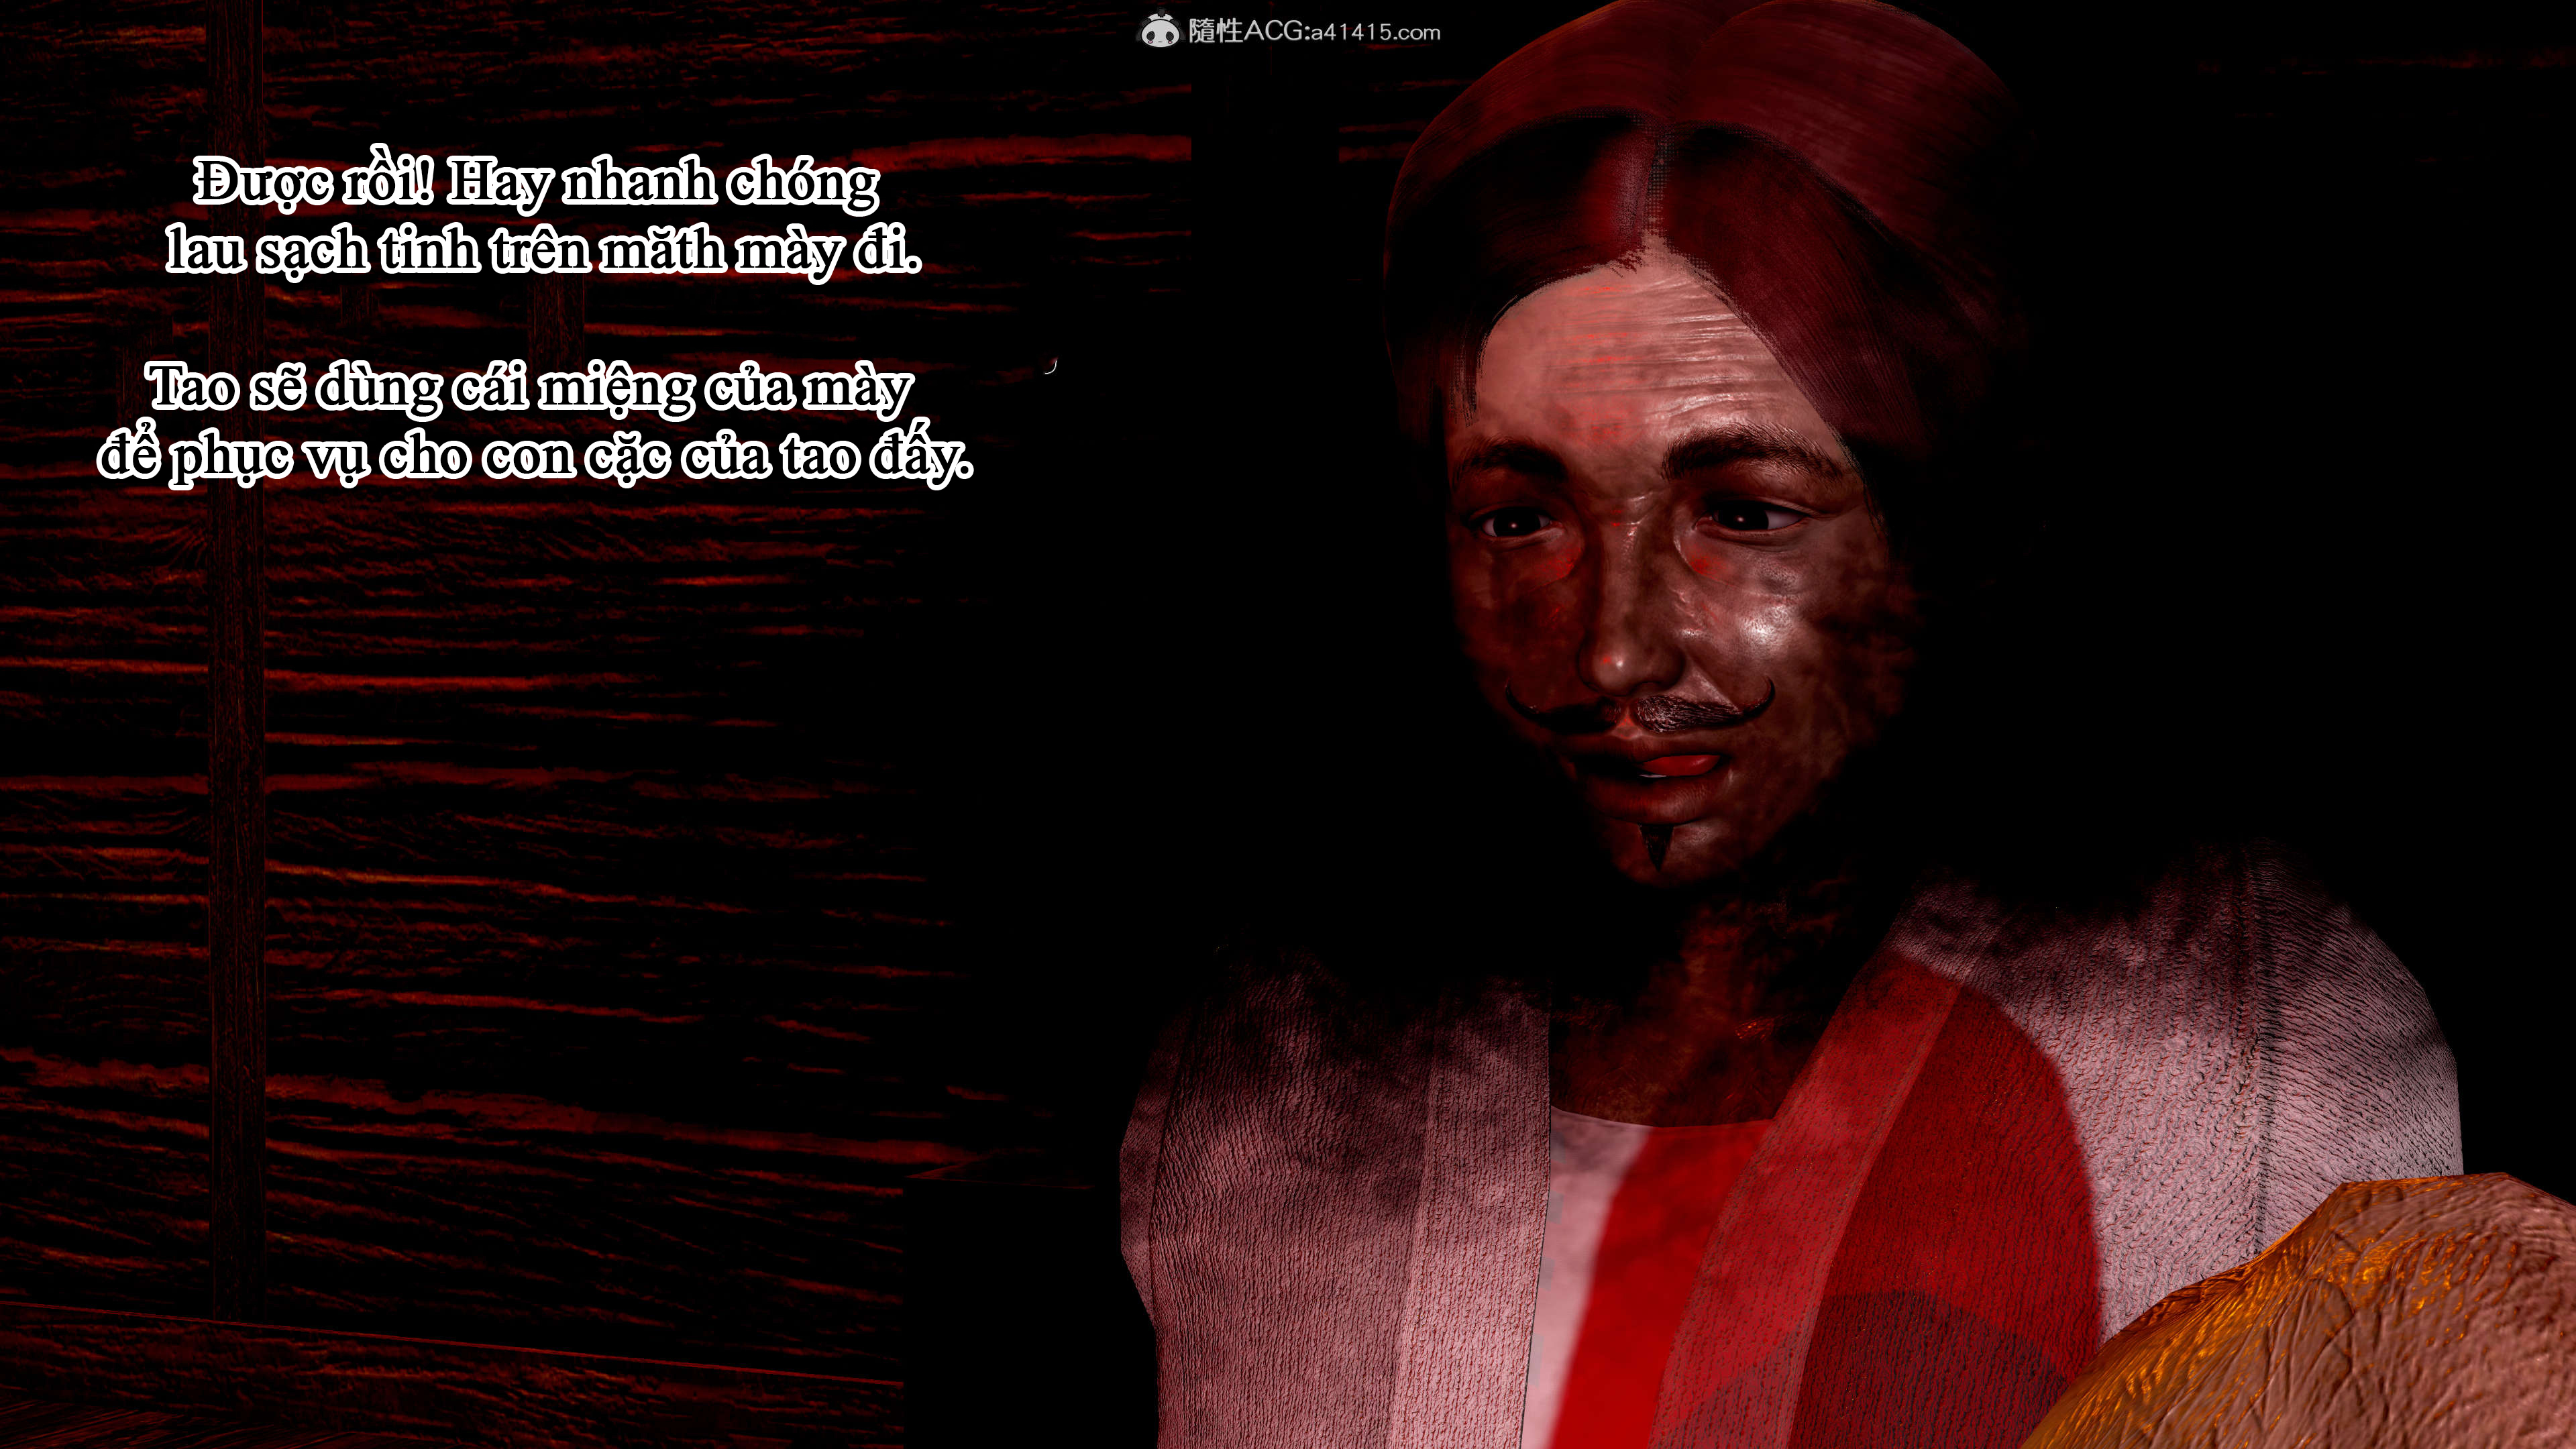 隨性ACG:a41415.com
Được rồi! Hay nhanh chóng
lau sạch tinh trên măth mày đi.
Tao sẽ dùng cái miệng của mày
để phục vụ cho con cặc của tao đấy.